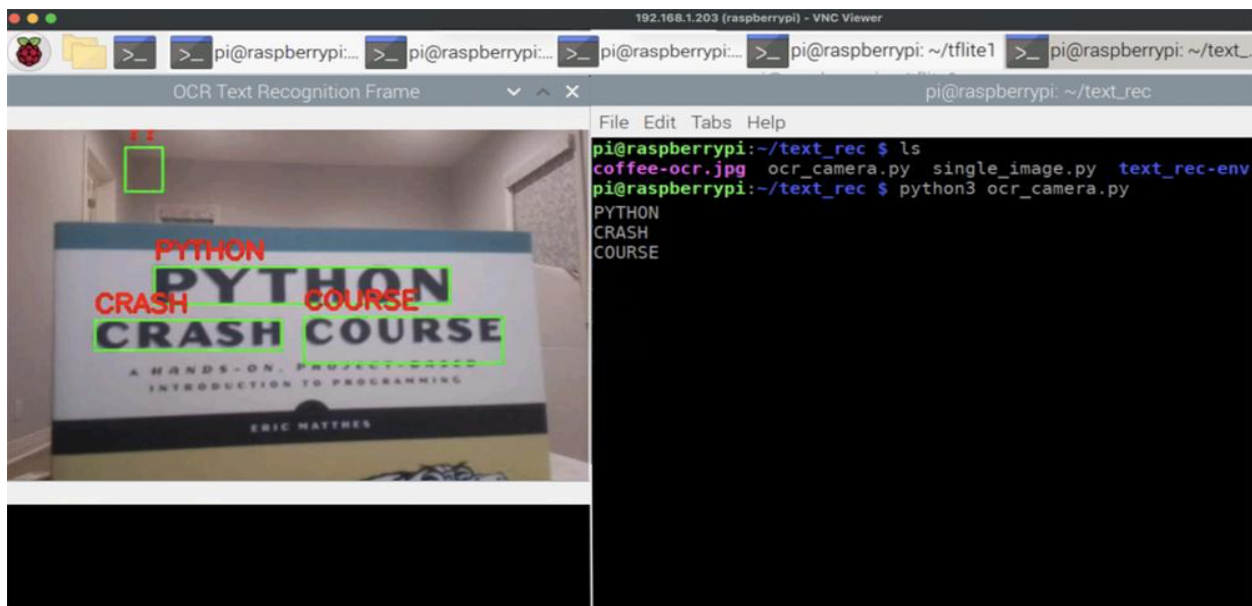 192.168.1.203 (raspberrypi) - VNC Viewer
pi@raspberrypi:... pi@raspberrypi:... pi@raspberrypi:... pi@raspberrypi: ~/tflite1 pi@raspberrypi: ~/text_
OCR Text Recognition Frame
PYTHON
PYTHON
CRASH COURSE
CRASH COURSE
A HANDS-ON, PROJECT-BASED
INTRODUCTION TO PROGRAMMING
ERIC MATTHES
pi@raspberrypi: ~/text_rec
File Edit Tabs Help
pi@raspberrypi:~/text_rec $ ls
coffee-ocr.jpg ocr_camera.py single_image.py text_rec-env
pi@raspberrypi:~/text_rec $ python3 ocr_camera.py
PYTHON
CRASH
COURSE